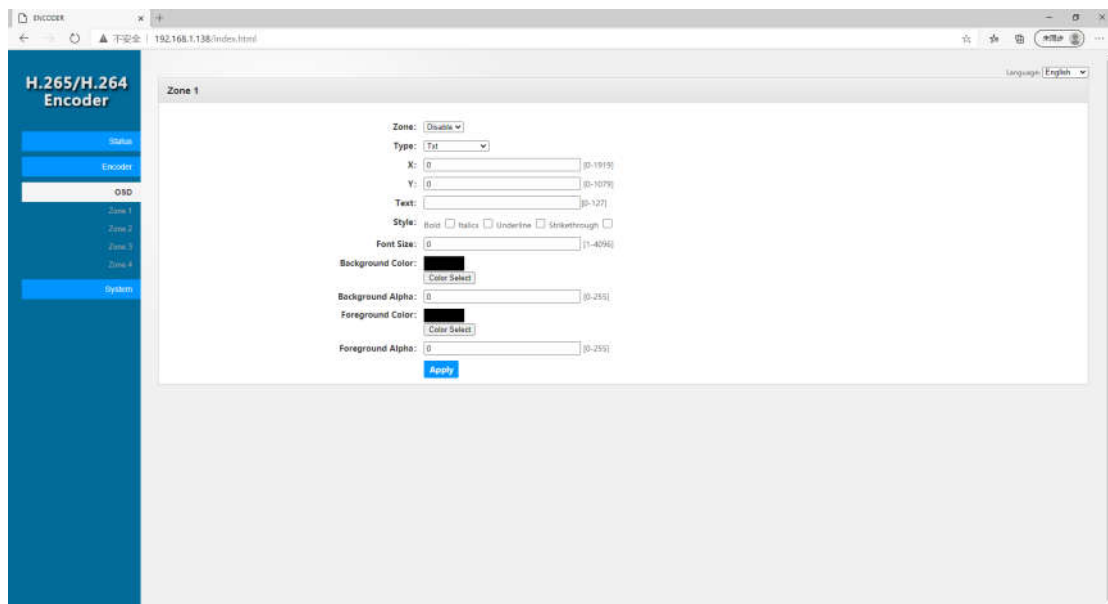 ENCODER
不安全 | 192.168.1.138/index.html
未同步
H.265/H.264
Encoder
Status
Encoder
OSD
Zone 1
Zone 2
Zone 3
Zone 4
System
Language: English
Zone 1
Zone: Disable
Type: Txt
X: 0 [0-1919]
Y: 0 [0-1079]
Text: [0-127]
Style: Bold Italics Underline Strikethrough
Font Size: 0 [1-4096]
Background Color:
Color Select
Background Alpha: 0 [0-255]
Foreground Color:
Color Select
Foreground Alpha: 0 [0-255]
Apply